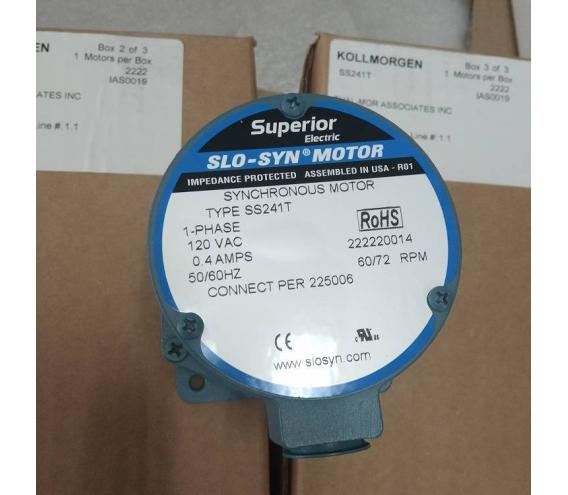 EN
Box 2 of 3
1 Motors per Box
2222
IAS0019
ATES INC
Line #: 1.1
KOLLMORGEN
SS241T
Box 3 of 3
1 Motors per Box
2222
IAS0019
-MOR ASSOCIATES INC
Line #: 1.1
Superior
Electric
SLO-SYN® MOTOR
IMPEDANCE PROTECTED ASSEMBLED IN USA - R01
SYNCHRONOUS MOTOR
TYPE SS241T
1-PHASE
RoHS
120 VAC
222220014
0.4 AMPS
60/72 RPM
50/60HZ
CONNECT PER 225006
CE
c RU us
www.slosyn.com